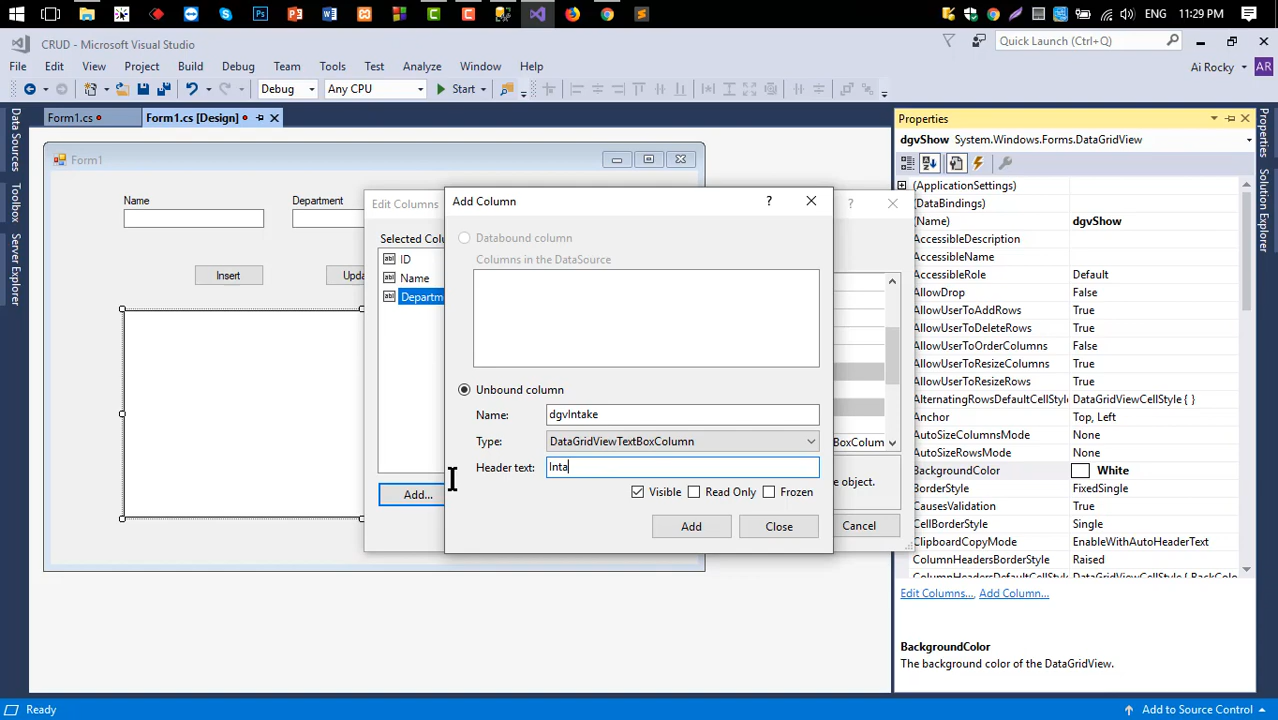 ENG 11:29 PM
CRUD - Microsoft Visual Studio
Quick Launch (Ctrl+Q)
File Edit View Project Build Debug Team Tools Test Analyze Window Help
Ai Rocky AR
Debug Any CPU Start
Form1.cs Form1.cs [Design]
Data Sources
Toolbox
Server Explorer
Form1
Name Department
Insert Upda
Edit Columns ?
Selected Colu
ID
Name
Departm
Add...
BoxColum
e object.
Cancel
Add Column ?
Databound column
Columns in the DataSource
Unbound column
Name: dgvIntake
Type: DataGridViewTextBoxColumn
Header text: Inta
Visible Read Only Frozen
Add Close
Properties
dgvShow System.Windows.Forms.DataGridView
(ApplicationSettings)
(DataBindings)
(Name) dgvShow
AccessibleDescription
AccessibleName
AccessibleRole Default
AllowDrop False
AllowUserToAddRows True
AllowUserToDeleteRows True
AllowUserToOrderColumns False
AllowUserToResizeColumns True
AllowUserToResizeRows True
AlternatingRowsDefaultCellStyle DataGridViewCellStyle { }
Anchor Top, Left
AutoSizeColumnsMode None
AutoSizeRowsMode None
BackgroundColor White
BorderStyle FixedSingle
CausesValidation True
CellBorderStyle Single
ClipboardCopyMode EnableWithAutoHeaderText
ColumnHeadersBorderStyle Raised
ColumnHeadersDefaultCellStyle DataGridViewCellStyle { BackColo
Edit Columns..., Add Column...
BackgroundColor
The background color of the DataGridView.
Properties
Solution Explorer
Ready
Add to Source Control